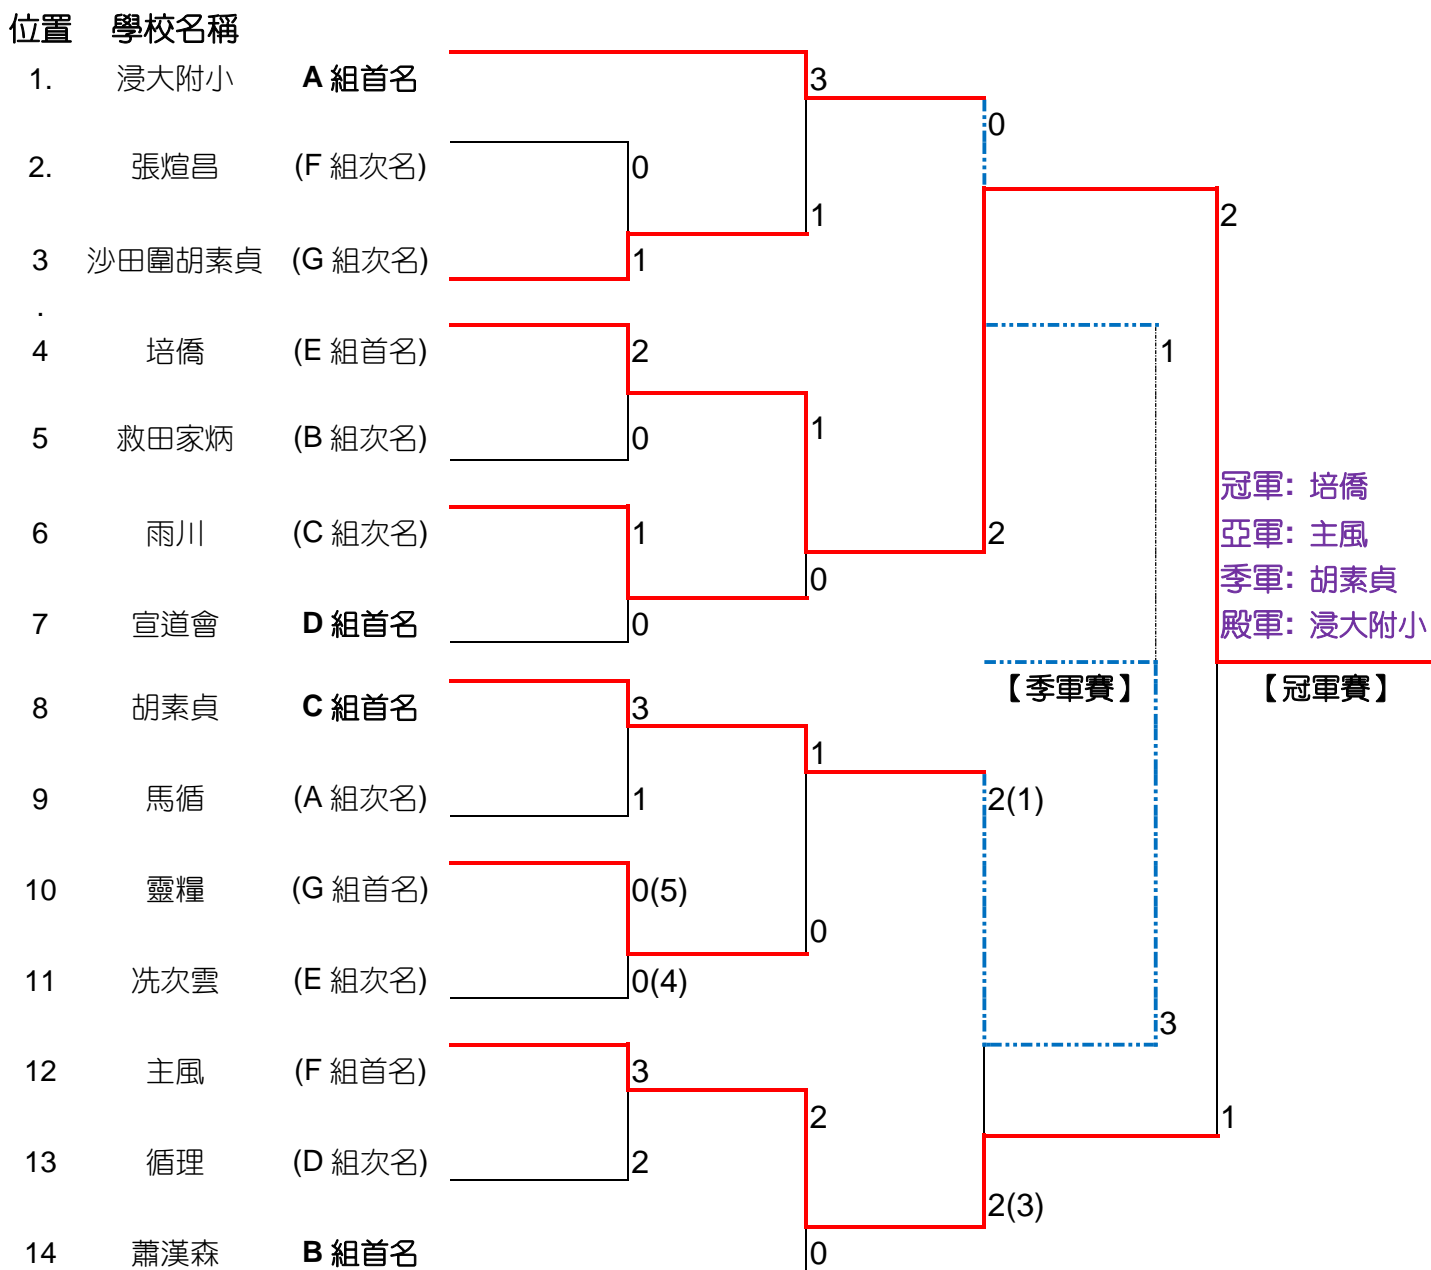 位置 學校名稱
1. 浸大附小 A 組首名 3
0
2. 張煊昌 (F 組次名) 0
1 2
3 沙田圍胡素貞 (G 組次名) 1
.
4 培僑 (E 組首名) 2 1
5 救田家炳 (B 組次名) 0 1
冠軍: 培僑
6 雨川 (C 組次名) 1 2 亞軍: 主風
0 季軍: 胡素貞
7 宣道會 D 組首名 0 殿軍: 浸大附小
【季軍賽】 【冠軍賽】
8 胡素貞 C 組首名 3
1
9 馬循 (A 組次名) 1 2(1)
10 靈糧 (G 組首名) 0(5)
0
11 冼次雲 (E 組次名) 0(4)
3
12 主風 (F 組首名) 3
2 1
13 循理 (D 組次名) 2
2(3)
14 蕭漢森 B 組首名 0